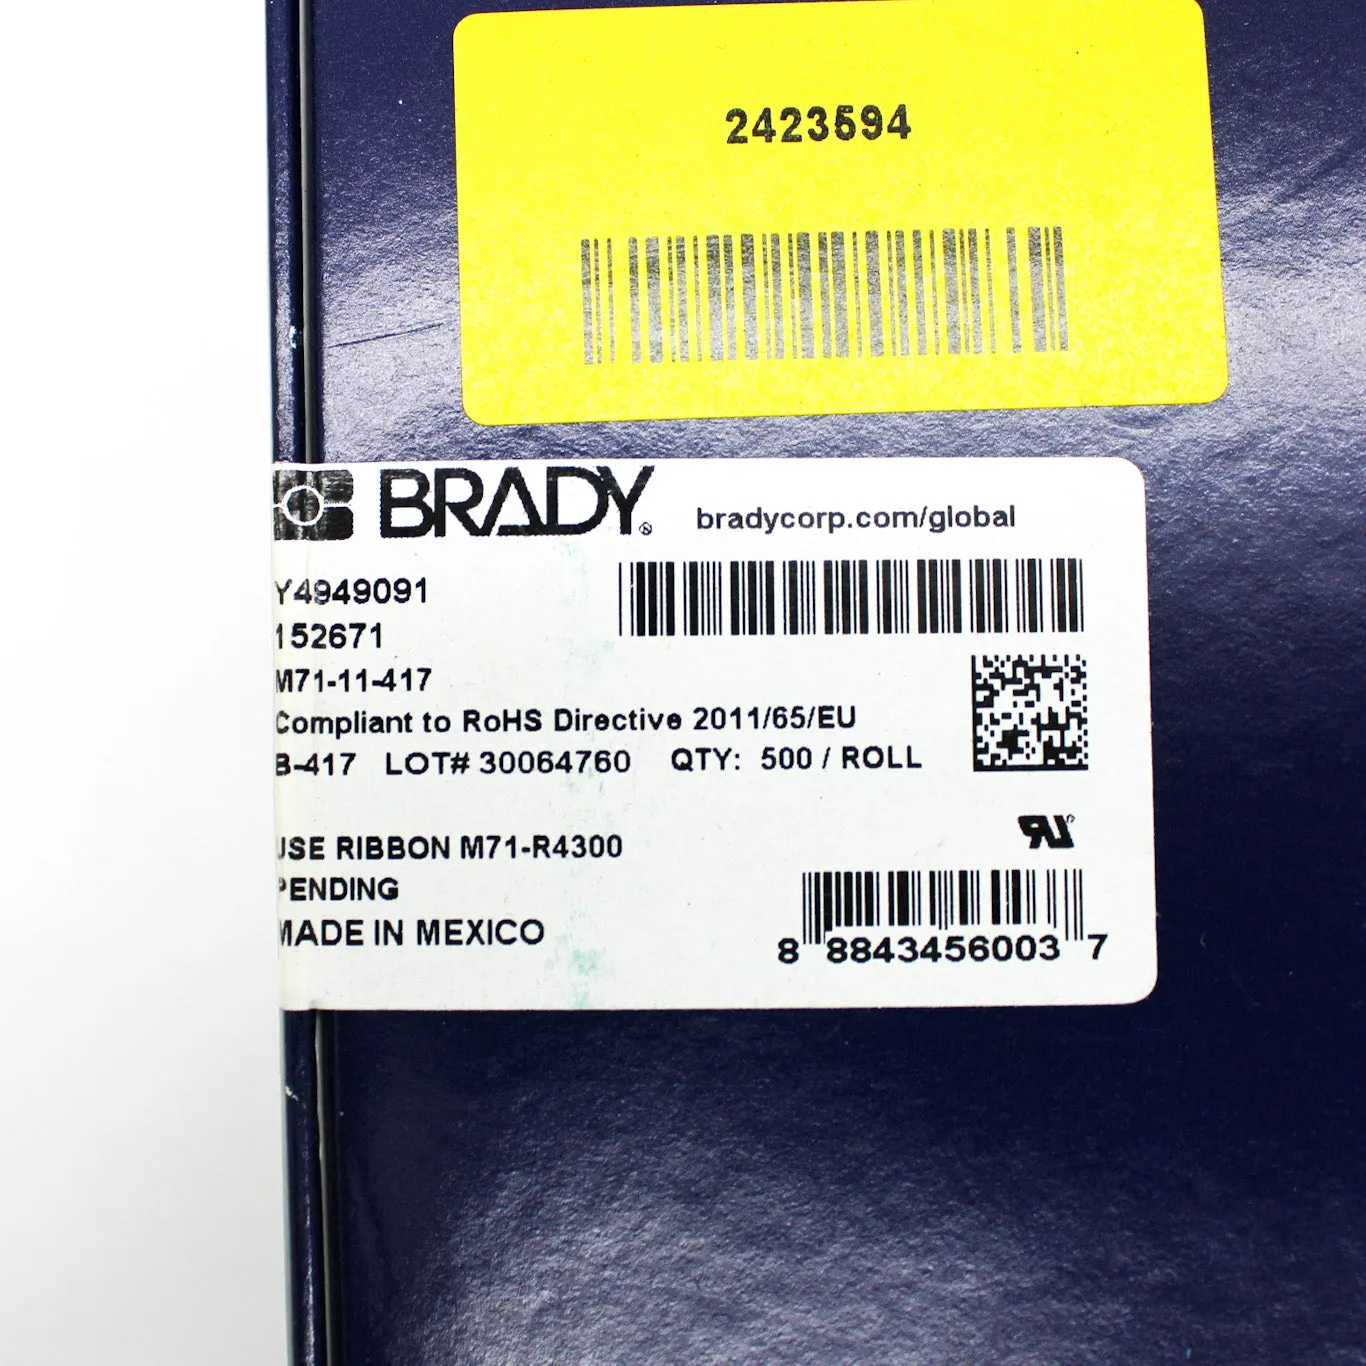 2423594
BRADY® bradycorp.com/global
Y4949091
152671
M71-11-417
Compliant to RoHS Directive 2011/65/EU
B-417 LOT# 30064760 QTY: 500 / ROLL
USE RIBBON M71-R4300
PENDING
MADE IN MEXICO
8 8843456003 7